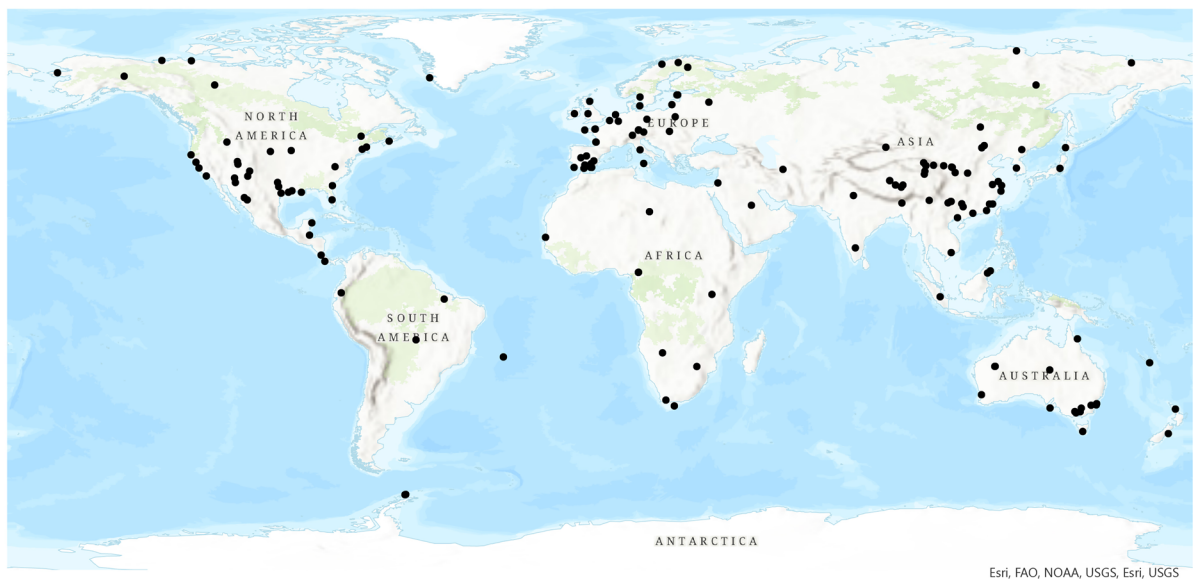 NORTH
AMERICA
EUROPE
ASIA
AFRICA
SOUTH
AMERICA
AUSTRALIA
ANTARCTICA
Esri, FAO, NOAA, USGS, Esri, USGS